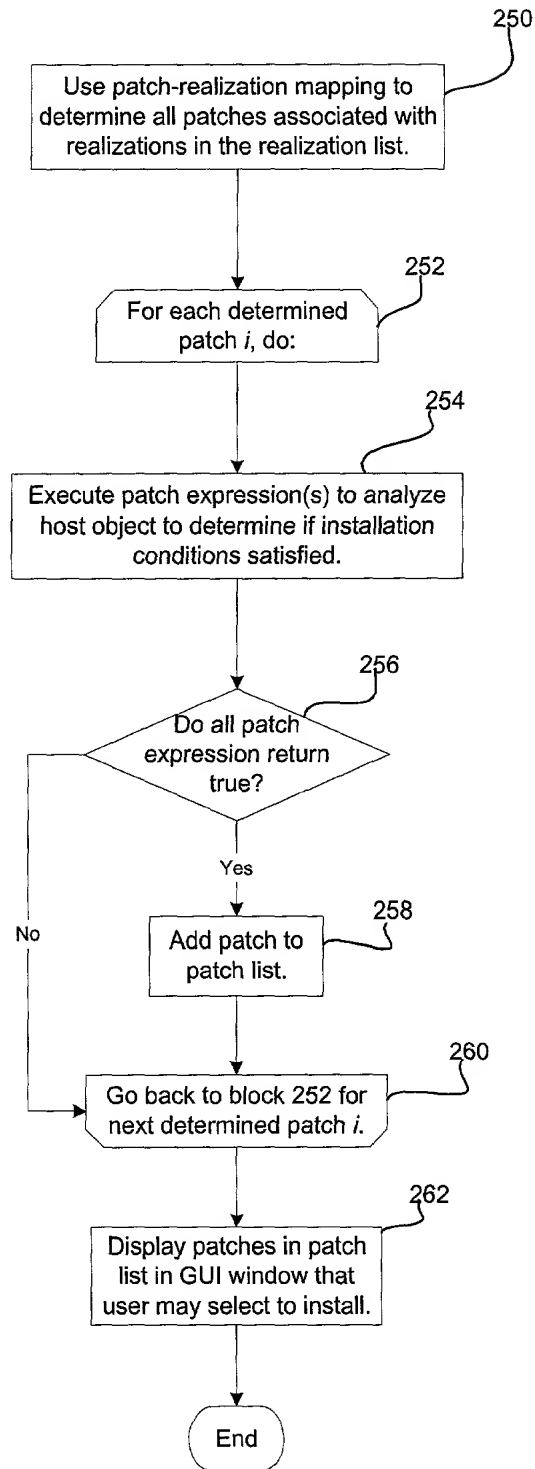 250
Use patch-realization mapping to
determine all patches associated with
realizations in the realization list.
252
For each determined
patch i, do:
254
Execute patch expression(s) to analyze
host object to determine if installation
conditions satisfied.
256
Do all patch
expression return
true?
Yes
No
258
Add patch to
patch list.
260
Go back to block 252 for
next determined patch i.
262
Display patches in patch
list in GUI window that
user may select to install.
End